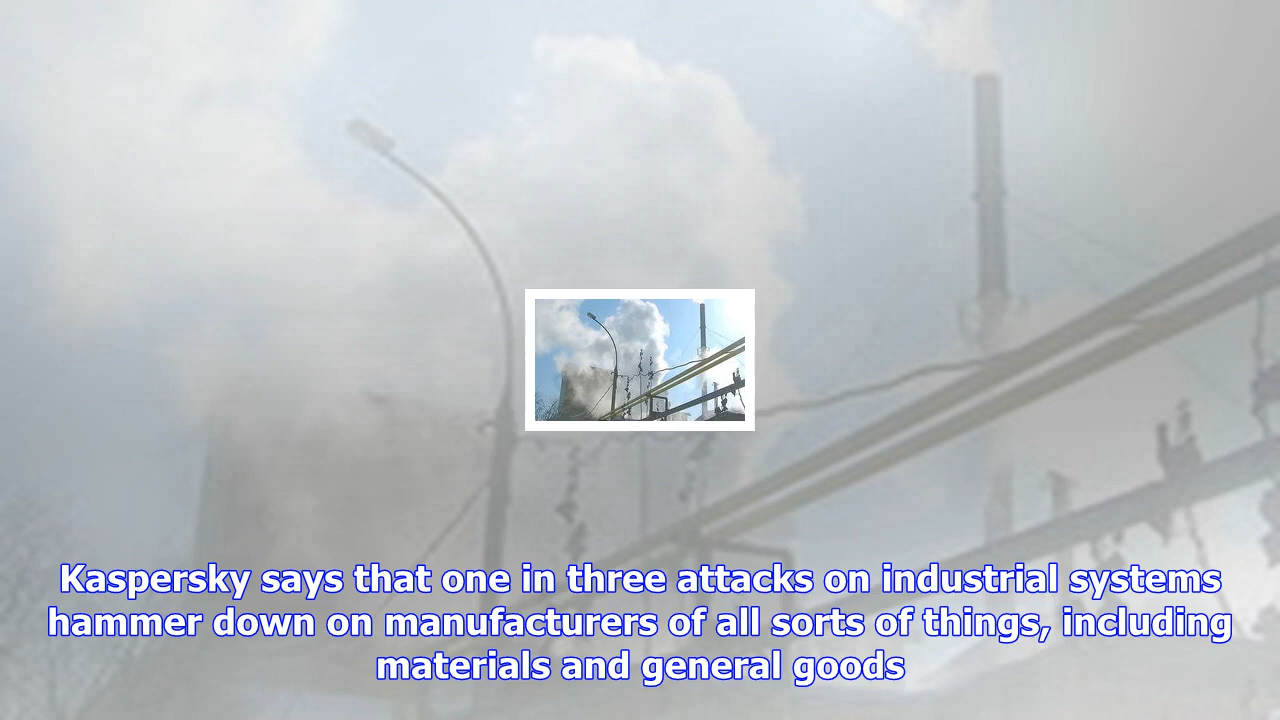 Kaspersky says that one in three attacks on industrial systems
hammer down on manufacturers of all sorts of things, including
materials and general goods